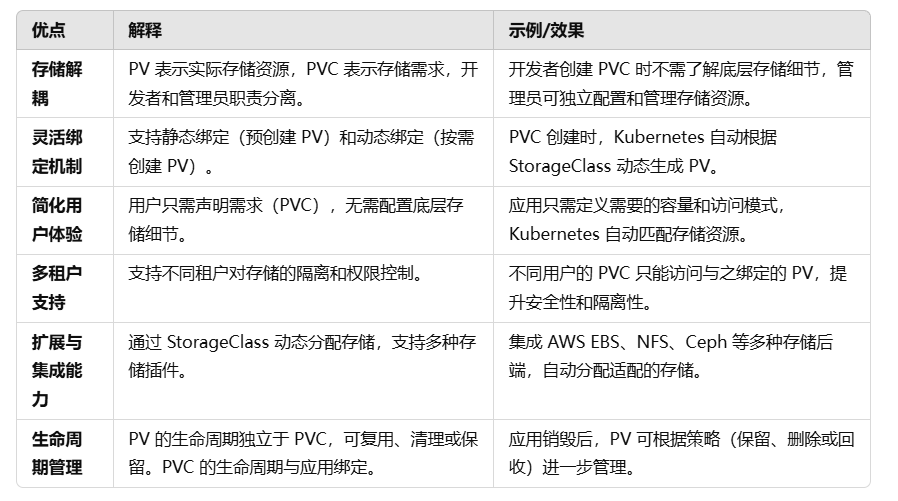 优点 解释 示例/效果
存储解 PV 表示实际存储资源，PVC 表示存储需求，开 开发者创建 PVC 时不需了解底层存储细节，管
耦 发者和管理员职责分离。 理员可独立配置和管理存储资源。
灵活绑 支持静态绑定（预创建 PV）和动态绑定（按需 PVC 创建时，Kubernetes 自动根据
定机制 创建 PV）。 StorageClass 动态生成 PV。
简化用 用户只需声明需求（PVC），无需配置底层存 应用只需定义需要的容量和访问模式，
户体验 储细节。 Kubernetes 自动匹配存储资源。
多租户 支持不同租户对存储的隔离和权限控制。 不同用户的 PVC 只能访问与之绑定的 PV，提
支持 升安全性和隔离性。
扩展与 通过 StorageClass 动态分配存储，支持多种存 集成 AWS EBS、NFS、Ceph 等多种存储后
集成能 储插件。 端，自动分配适配的存储。
力
生命周 PV 的生命周期独立于 PVC，可复用、清理或保 应用销毁后，PV 可根据策略（保留、删除或回
期管理 留。PVC 的生命周期与应用绑定。 收）进一步管理。